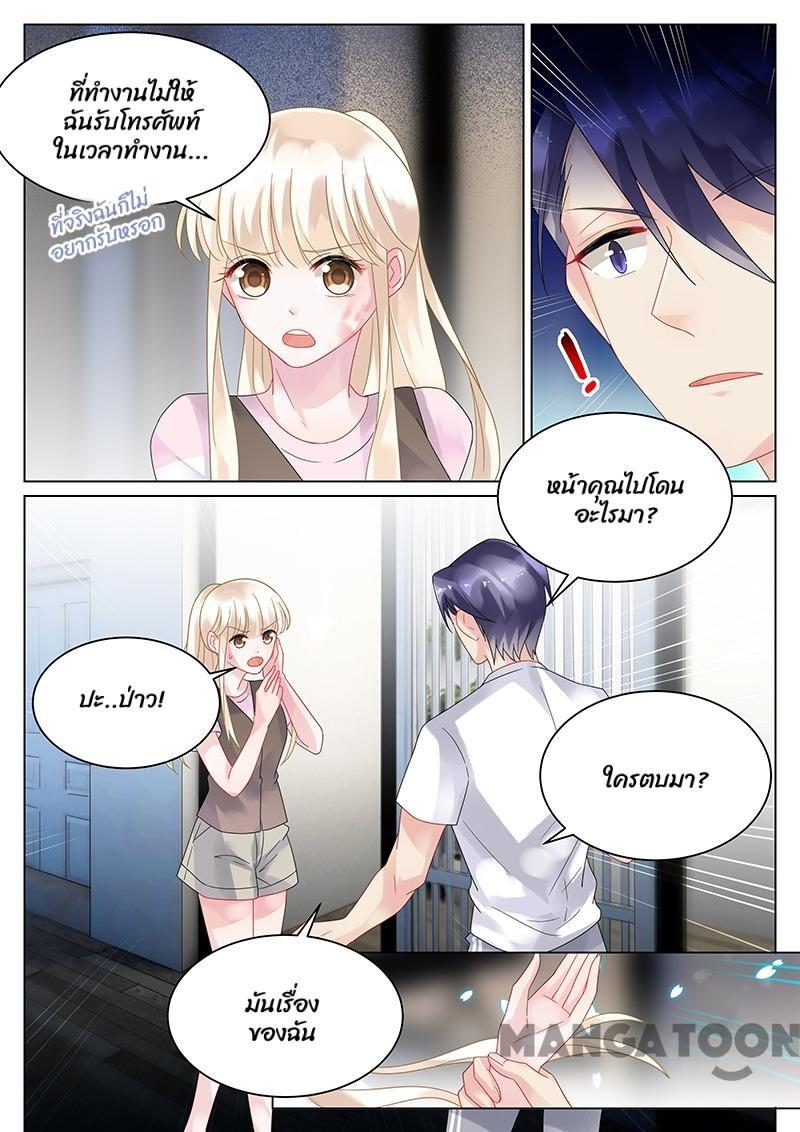 ที่ทำงานไม่ให้
ฉันรับโทรศัพท์
ในเวลาทำงาน...
ที่จริงฉันก็ไม่
อยากรับหรอก
!
หน้าคุณไปโดน
อะไรมา?
ปะ..ป่าว!
ใครตบมา?
มันเรื่อง
ของฉัน
MANGATOON